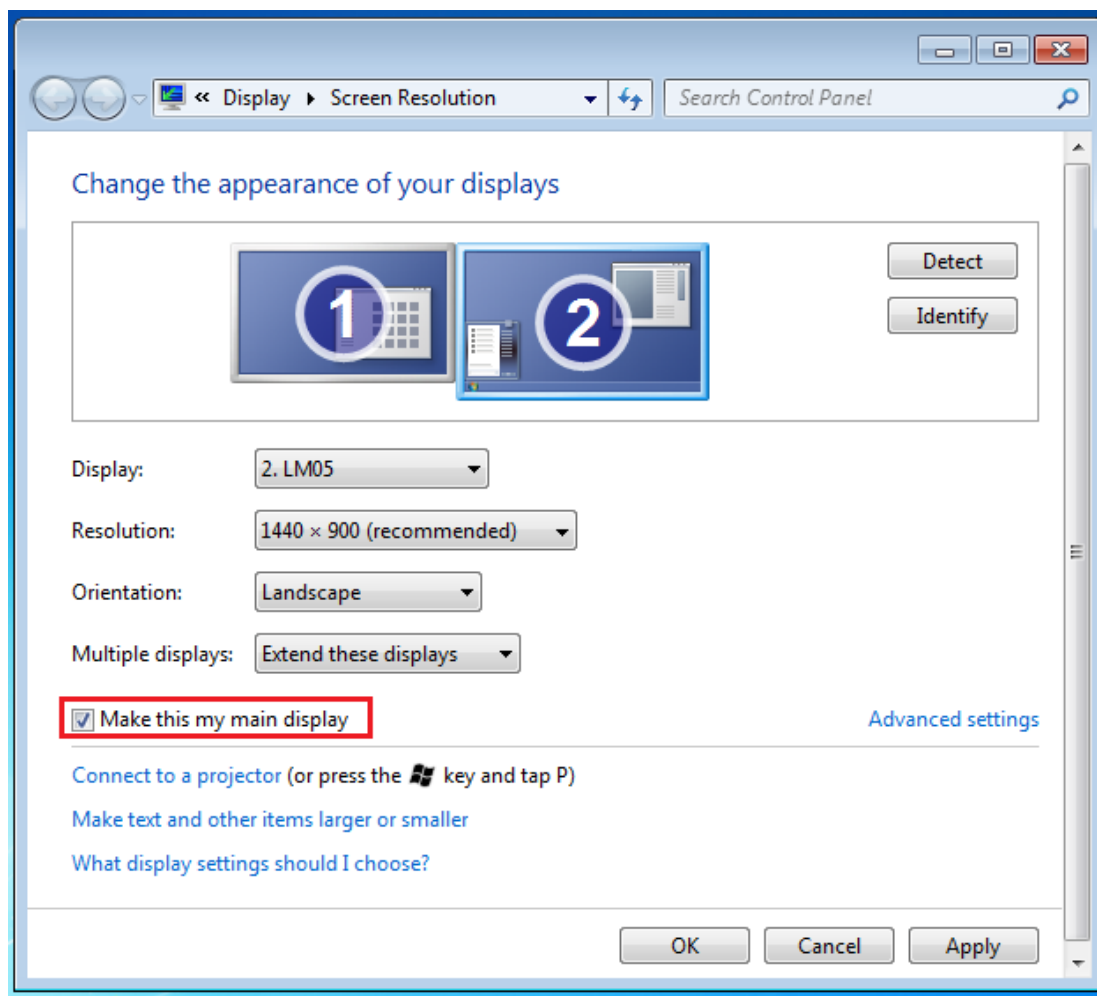 « Display ▸ Screen Resolution Search Control Panel
Change the appearance of your displays
1 2
Detect
Identify
Display: 2. LM05
Resolution: 1440 × 900 (recommended)
Orientation: Landscape
Multiple displays: Extend these displays
Make this my main display Advanced settings
Connect to a projector (or press the key and tap P)
Make text and other items larger or smaller
What display settings should I choose?
OK Cancel Apply